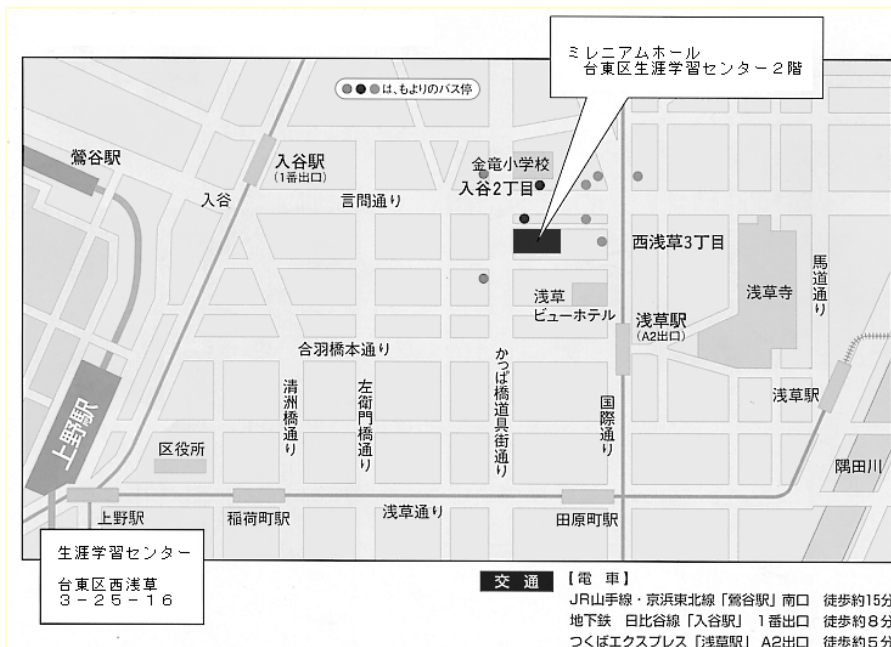 ミレニアムホール
台東区生涯学習センター2階
●●●は、もよりのバス停
鶯谷駅
入谷駅
(1番出口)
入谷
言問通り
金竜小学校
入谷2丁目
西浅草3丁目
浅草
ビューホテル
浅草駅
(A2出口)
浅草寺
馬道通り
合羽橋本通り
清洲橋通り
左衛門橋通り
かっぱ橋道具街通り
国際通り
浅草駅
隅田川
上野駅
区役所
上野駅
稲荷町駅
浅草通り
田原町駅
生涯学習センター
台東区西浅草
3-25-16
交通 【電車】
JR山手線・京浜東北線「鶯谷駅」南口 徒歩約15分
地下鉄 日比谷線「入谷駅」 1番出口 徒歩約8分
つくばエクスプレス「浅草駅」 A2出口 徒歩約5分